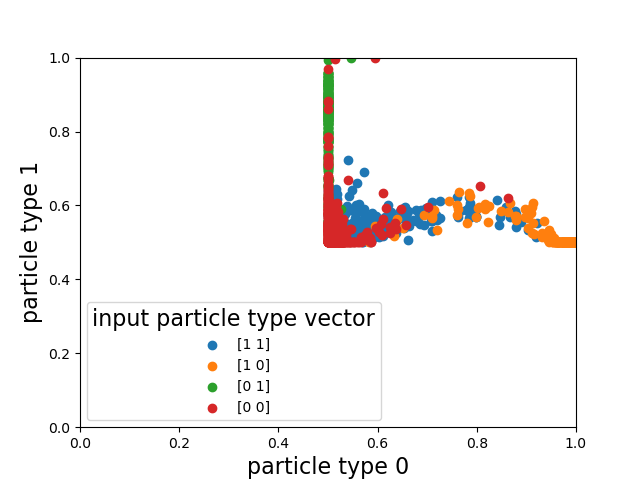 1.0
0.8
0.6
0.4
0.2
0.0
particle type 1
input particle type vector
[1 1]
[1 0]
[0 1]
[0 0]
0.0 0.2 0.4 0.6 0.8 1.0
particle type 0